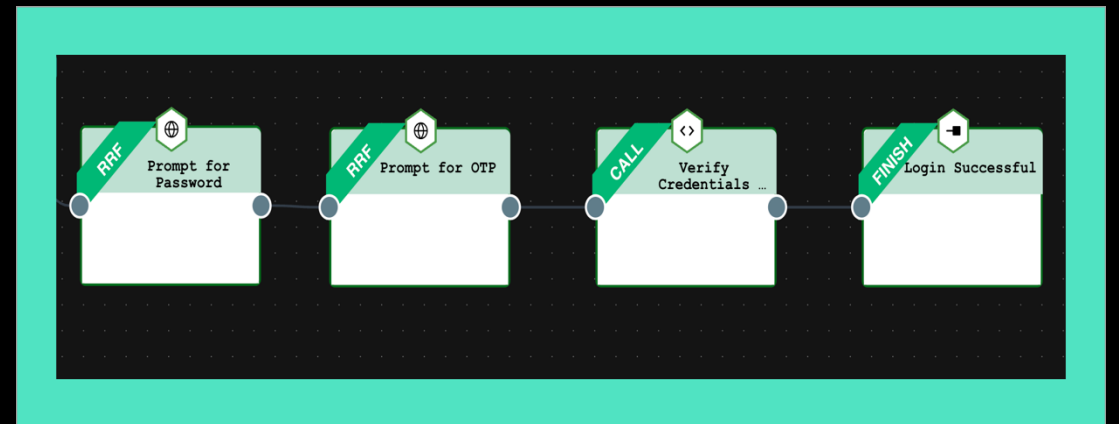 RRF
Prompt for
Password
RRF
Prompt for OTP
CALL
Verify
Credentials …
FINISH
Login Successful